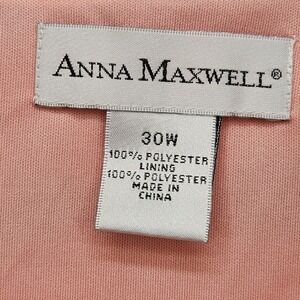 ANNA MAXWELL®
30W
100% POLYESTER
LINING
100% POLYESTER
MADE IN
CHINA